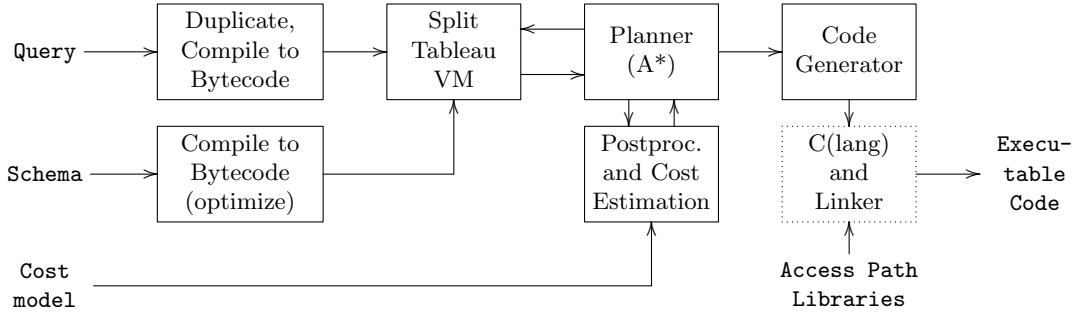 Query
Duplicate,
Compile to
Bytecode
Split
Tableau
VM
Planner
(A*)
Code
Generator
Schema
Compile to
Bytecode
(optimize)
Postproc.
and Cost
Estimation
C(lang)
and
Linker
Execu-
table
Code
Cost
model
Access Path
Libraries